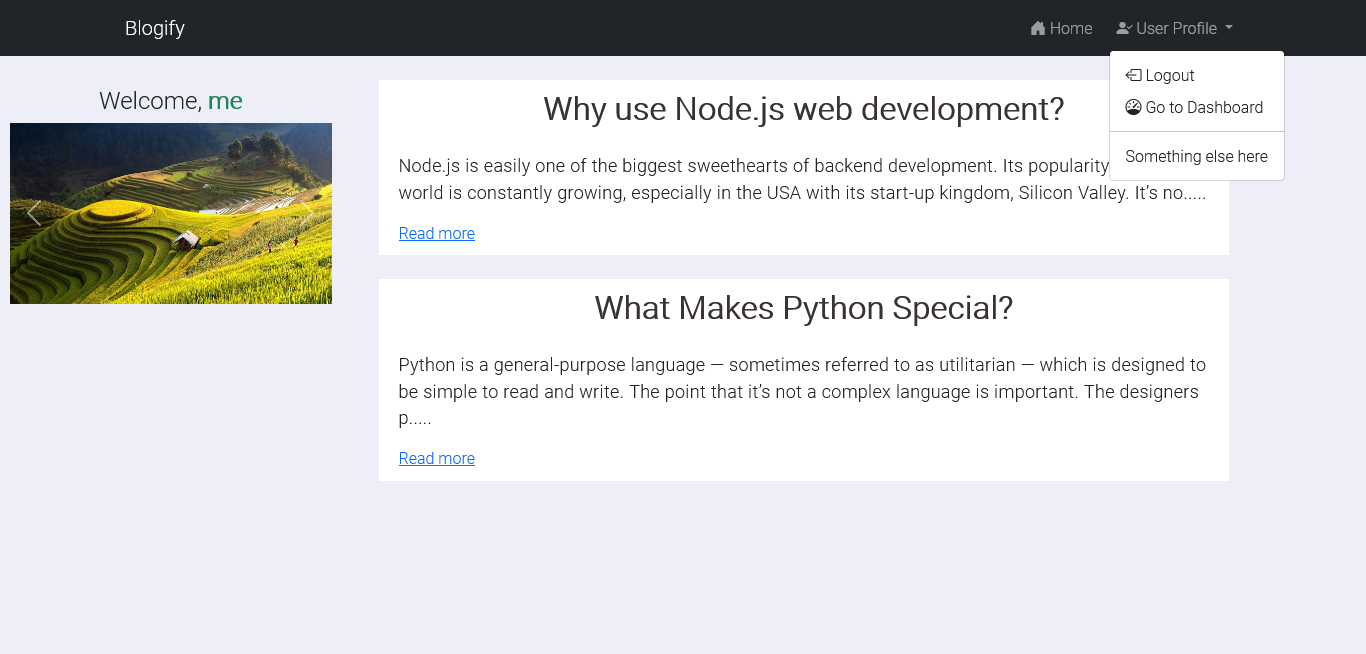 Blogify
Home
User Profile
Logout
Go to Dashboard
Something else here
Welcome, me
Why use Node.js web development?
Node.js is easily one of the biggest sweethearts of backend development. Its popularity
world is constantly growing, especially in the USA with its start-up kingdom, Silicon Valley. It’s no.....
Read more
What Makes Python Special?
Python is a general-purpose language — sometimes referred to as utilitarian — which is designed to
be simple to read and write. The point that it’s not a complex language is important. The designers
p.....
Read more